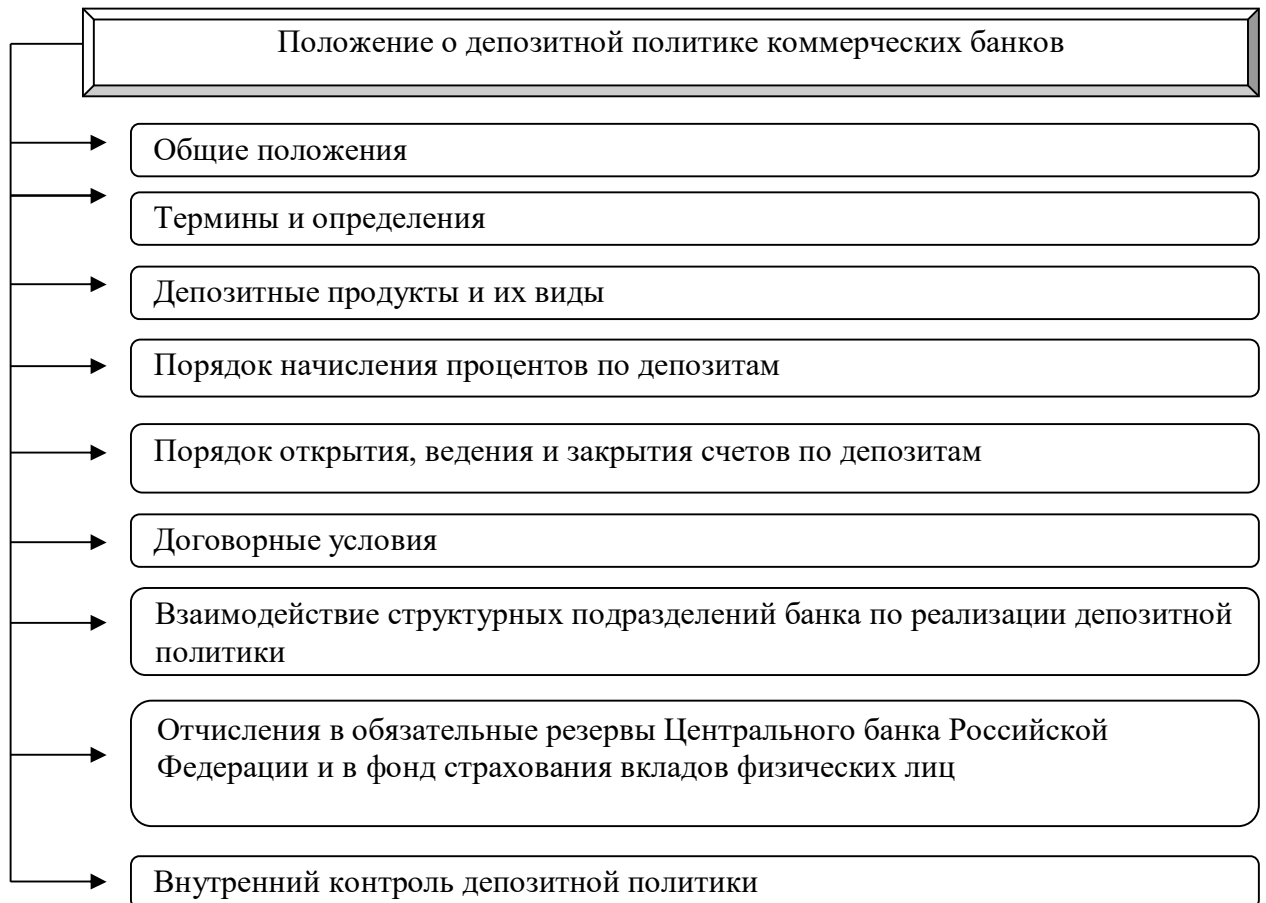 Положение о депозитной политике коммерческих банков
Общие положения
Термины и определения
Депозитные продукты и их виды
Порядок начисления процентов по депозитам
Порядок открытия, ведения и закрытия счетов по депозитам
Договорные условия
Взаимодействие структурных подразделений банка по реализации депозитной
политики
Отчисления в обязательные резервы Центрального банка Российской
Федерации и в фонд страхования вкладов физических лиц
Внутренний контроль депозитной политики